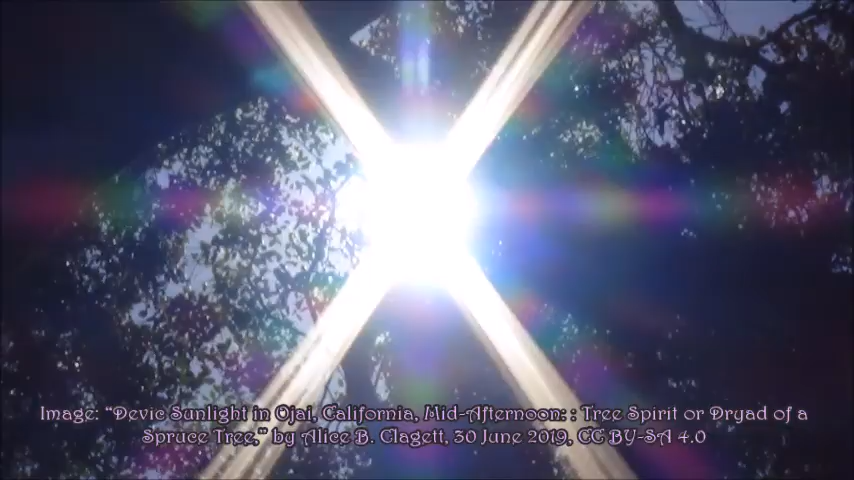 Image: “Devic Sunlight in Ojai, California, Mid-Afternoon: : Tree Spirit or Dryad of a
Spruce Tree,” by Alice B. Clagett, 30 June 2019, CC BY-SA 4.0